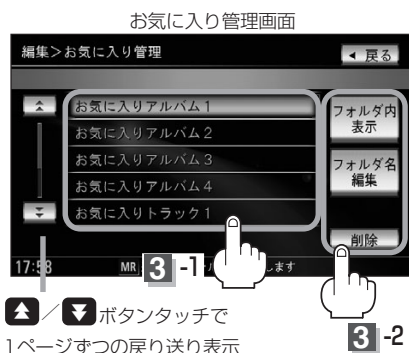 お気に入り管理画面
編集>お気に入り管理
◀ 戻る
お気に入りアルバム1
お気に入りアルバム2
お気に入りアルバム3
お気に入りアルバム4
お気に入りトラック1
フォルダ内
表示
フォルダ名
編集
削除
17:58
MR
します
3 -1
3 -2
/ ボタンタッチで
1ページずつの戻り送り表示